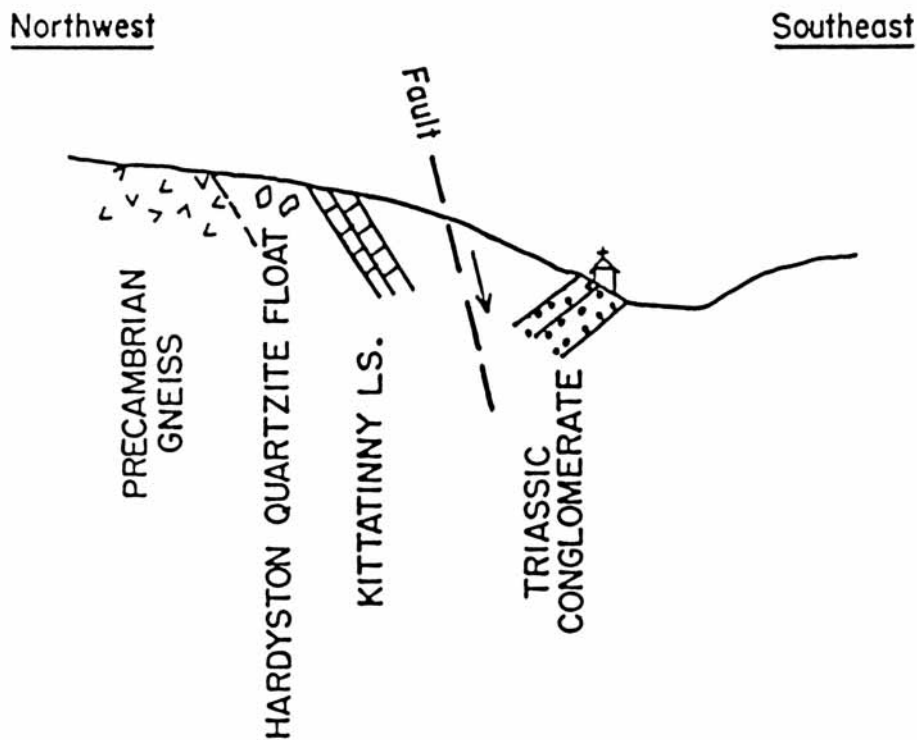 Northwest
Southeast
Fault
PRECAMBRIAN
GNEISS
HARDYSTON QUARTZITE FLOAT
KITTATINNY LS.
TRIASSIC
CONGLOMERATE